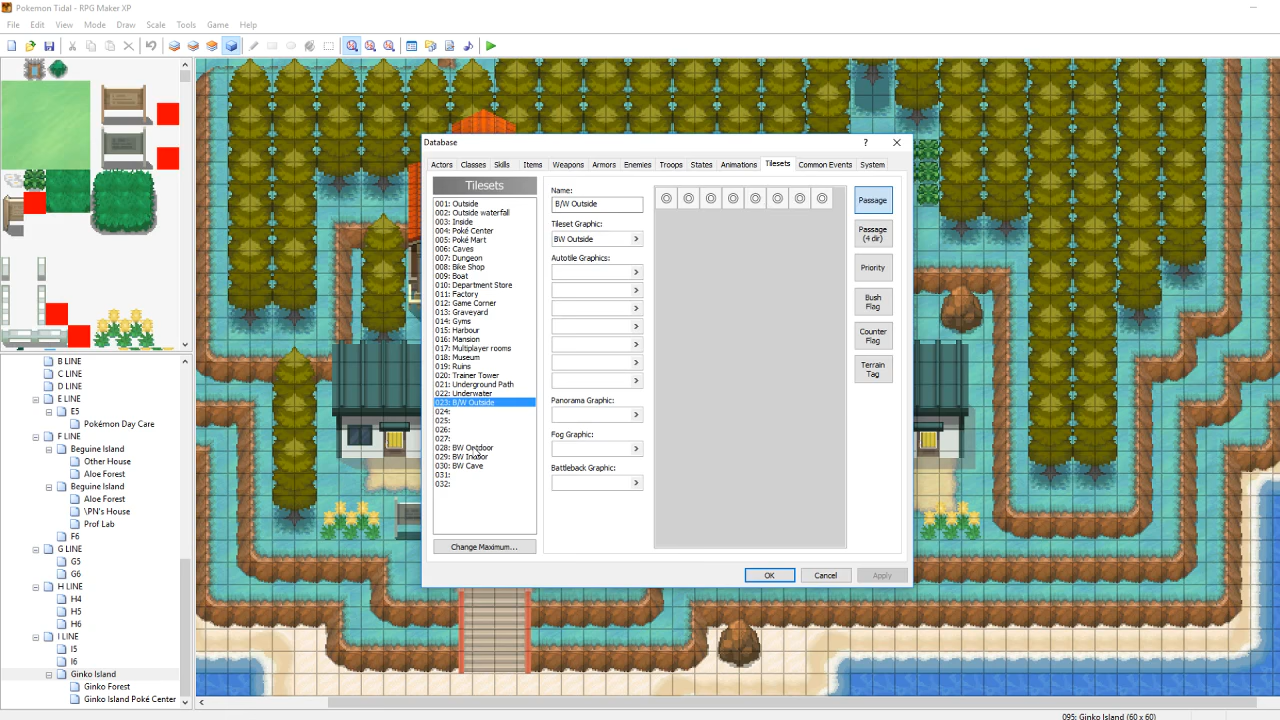 Pokemon Tidal - RPG Maker XP
File Edit View Mode Draw Scale Tools Game Help
Database
?
Actors Classes Skills Items Weapons Armors Enemies Troops States Animations Tilesets Common Events System
Tilesets
001: Outside
002: Outside waterfall
003: Inside
004: Poké Center
005: Poké Mart
006: Caves
007: Dungeon
008: Bike Shop
009: Boat
010: Department Store
011: Factory
012: Game Corner
013: Graveyard
014: Gyms
015: Harbour
016: Mansion
017: Multiplayer rooms
018: Museum
019: Ruins
020: Trainer Tower
021: Underground Path
022: Underwater
023: B/W Outside
024:
025:
026:
027:
028: BW Outdoor
029: BW Indoor
030: BW Cave
031:
032:
Change Maximum...
Name:
B/W Outside
Tileset Graphic:
BW Outside
Autotile Graphics:
Panorama Graphic:
Fog Graphic:
Battleback Graphic:
Passage
Passage
(4 dir)
Priority
Bush
Flag
Counter
Flag
Terrain
Tag
OK Cancel Apply
B LINE
C LINE
D LINE
E LINE
E5
Pokémon Day Care
F LINE
Beguine Island
Other House
Aloe Forest
Beguine Island
Aloe Forest
\PN's House
Prof Lab
F6
G LINE
G5
G6
H LINE
H4
H5
H6
I LINE
I5
I6
Ginko Island
Ginko Forest
Ginko Island Poké Center
095: Ginko Island (60 x 60)